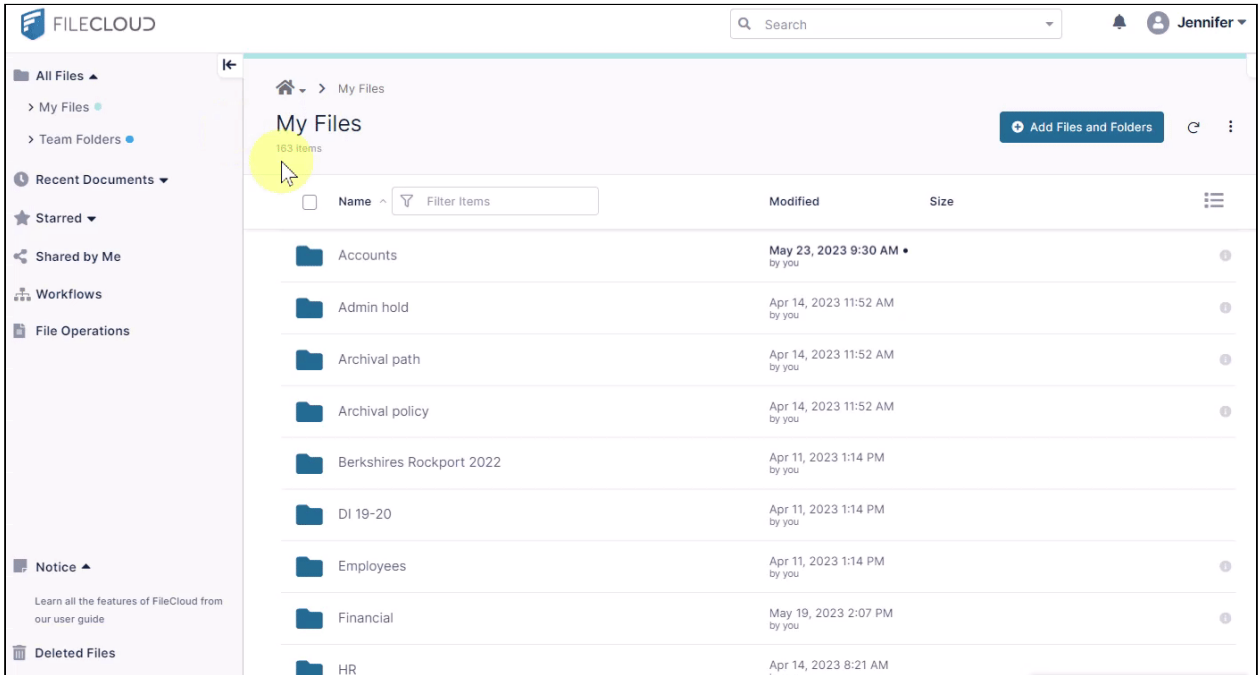 FILECLOUD
Search
Jennifer
All Files
My Files
Team Folders
Recent Documents
Starred
Shared by Me
Workflows
File Operations
Notice
Learn all the features of FileCloud from
our user guide
Deleted Files
My Files
My Files
163 items
Add Files and Folders
Name Filter Items Modified Size
Accounts May 23, 2023 9:30 AM •
by you
Admin hold Apr 14, 2023 11:52 AM
by you
Archival path Apr 14, 2023 11:52 AM
by you
Archival policy Apr 14, 2023 11:52 AM
by you
Berkshires Rockport 2022 Apr 11, 2023 1:14 PM
by you
DI 19-20 Apr 11, 2023 1:14 PM
by you
Employees Apr 11, 2023 1:14 PM
by you
Financial May 19, 2023 2:07 PM
by you
HR Apr 14, 2023 8:21 AM